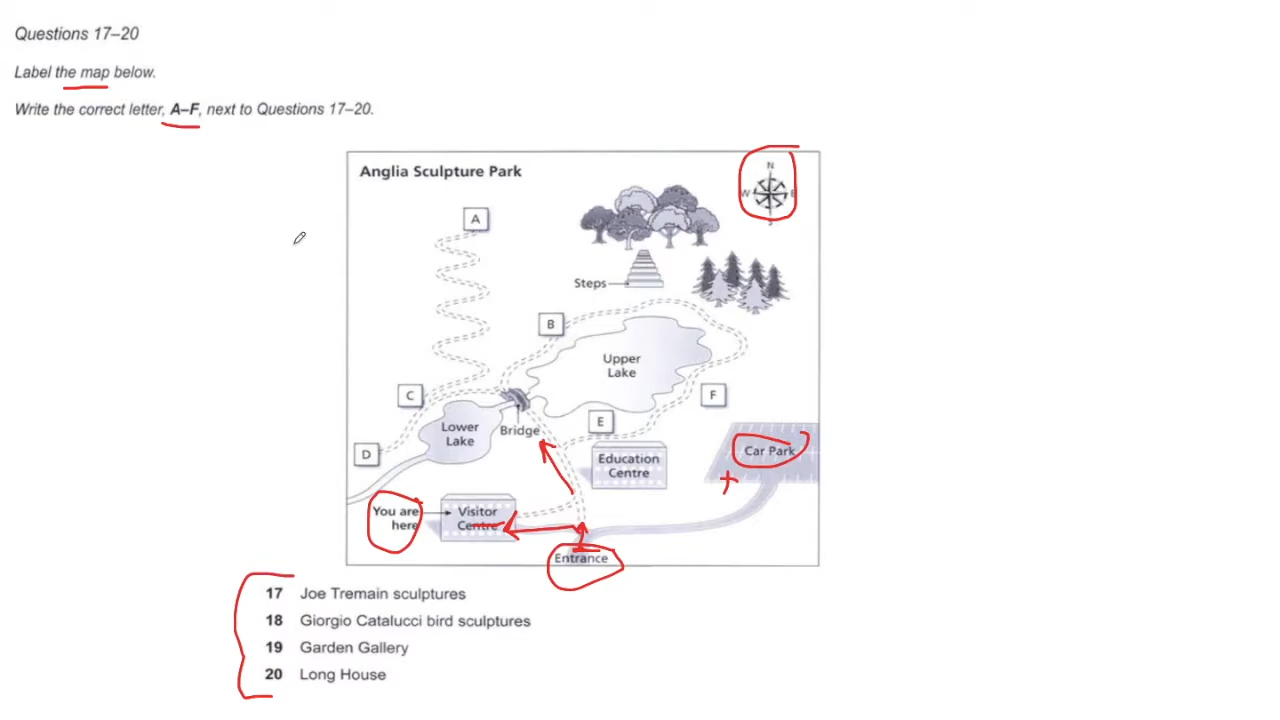 Questions 17–20
Label the map below.
Write the correct letter, A–F, next to Questions 17–20.
Anglia Sculpture Park
N
W E
S
A
Steps
B
Upper
Lake
C
F
E
Lower
Lake
Bridge
D
Education
Centre
Car Park
You are
here
Visitor
Centre
Entrance
17 Joe Tremain sculptures
18 Giorgio Catalucci bird sculptures
19 Garden Gallery
20 Long House